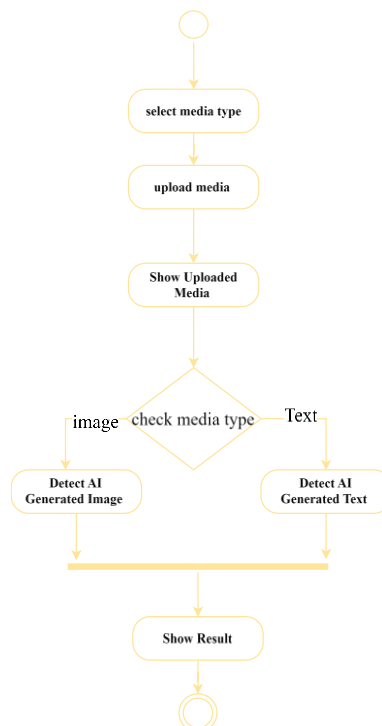 select media type
upload media
Show Uploaded
Media
check media type
image
Text
Detect AI
Generated Image
Detect AI
Generated Text
Show Result